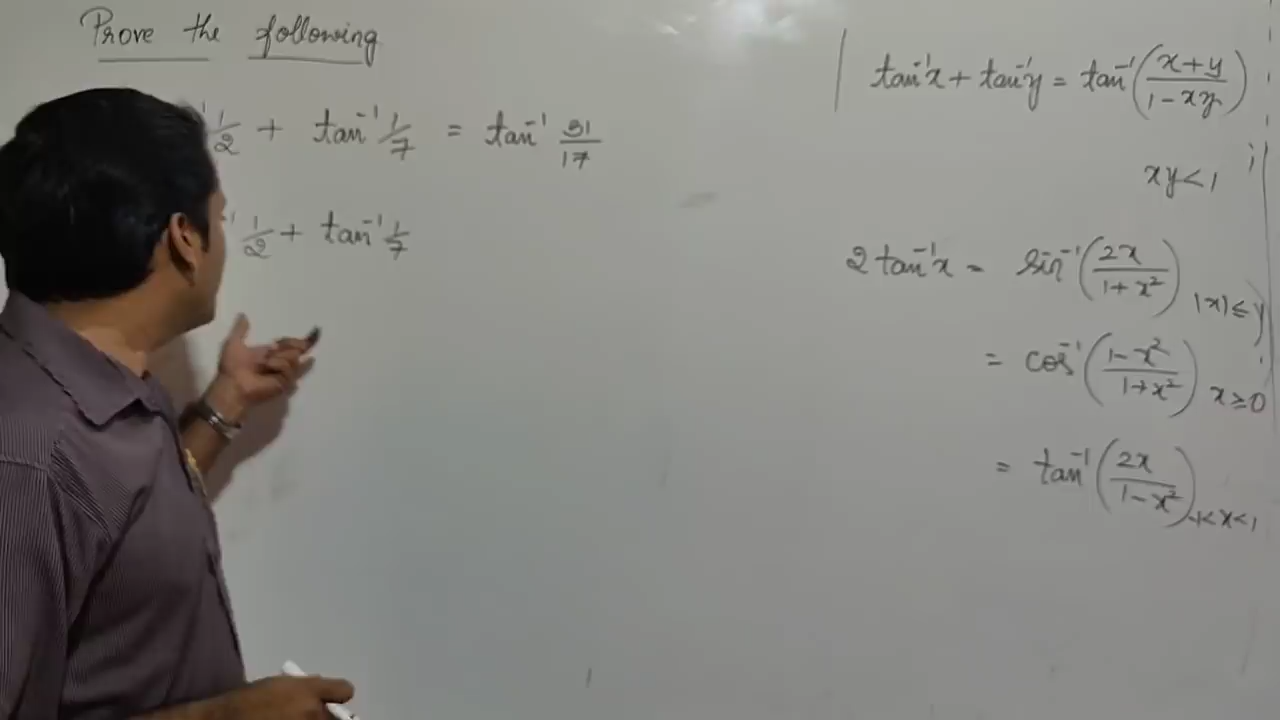 Prove the following
1/2 + tan⁻¹ 1/7 = tan⁻¹ 31/17
1/2 + tan⁻¹ 1/7
tan⁻¹x + tan⁻¹y = tan⁻¹((x+y)/(1-xy)) ;
xy<1
2 tan⁻¹x = sin⁻¹(2x/(1+x²)) |x|≤1
= cos⁻¹((1-x²)/(1+x²)) x≥0
= tan⁻¹(2x/(1-x²)) -1<x<1